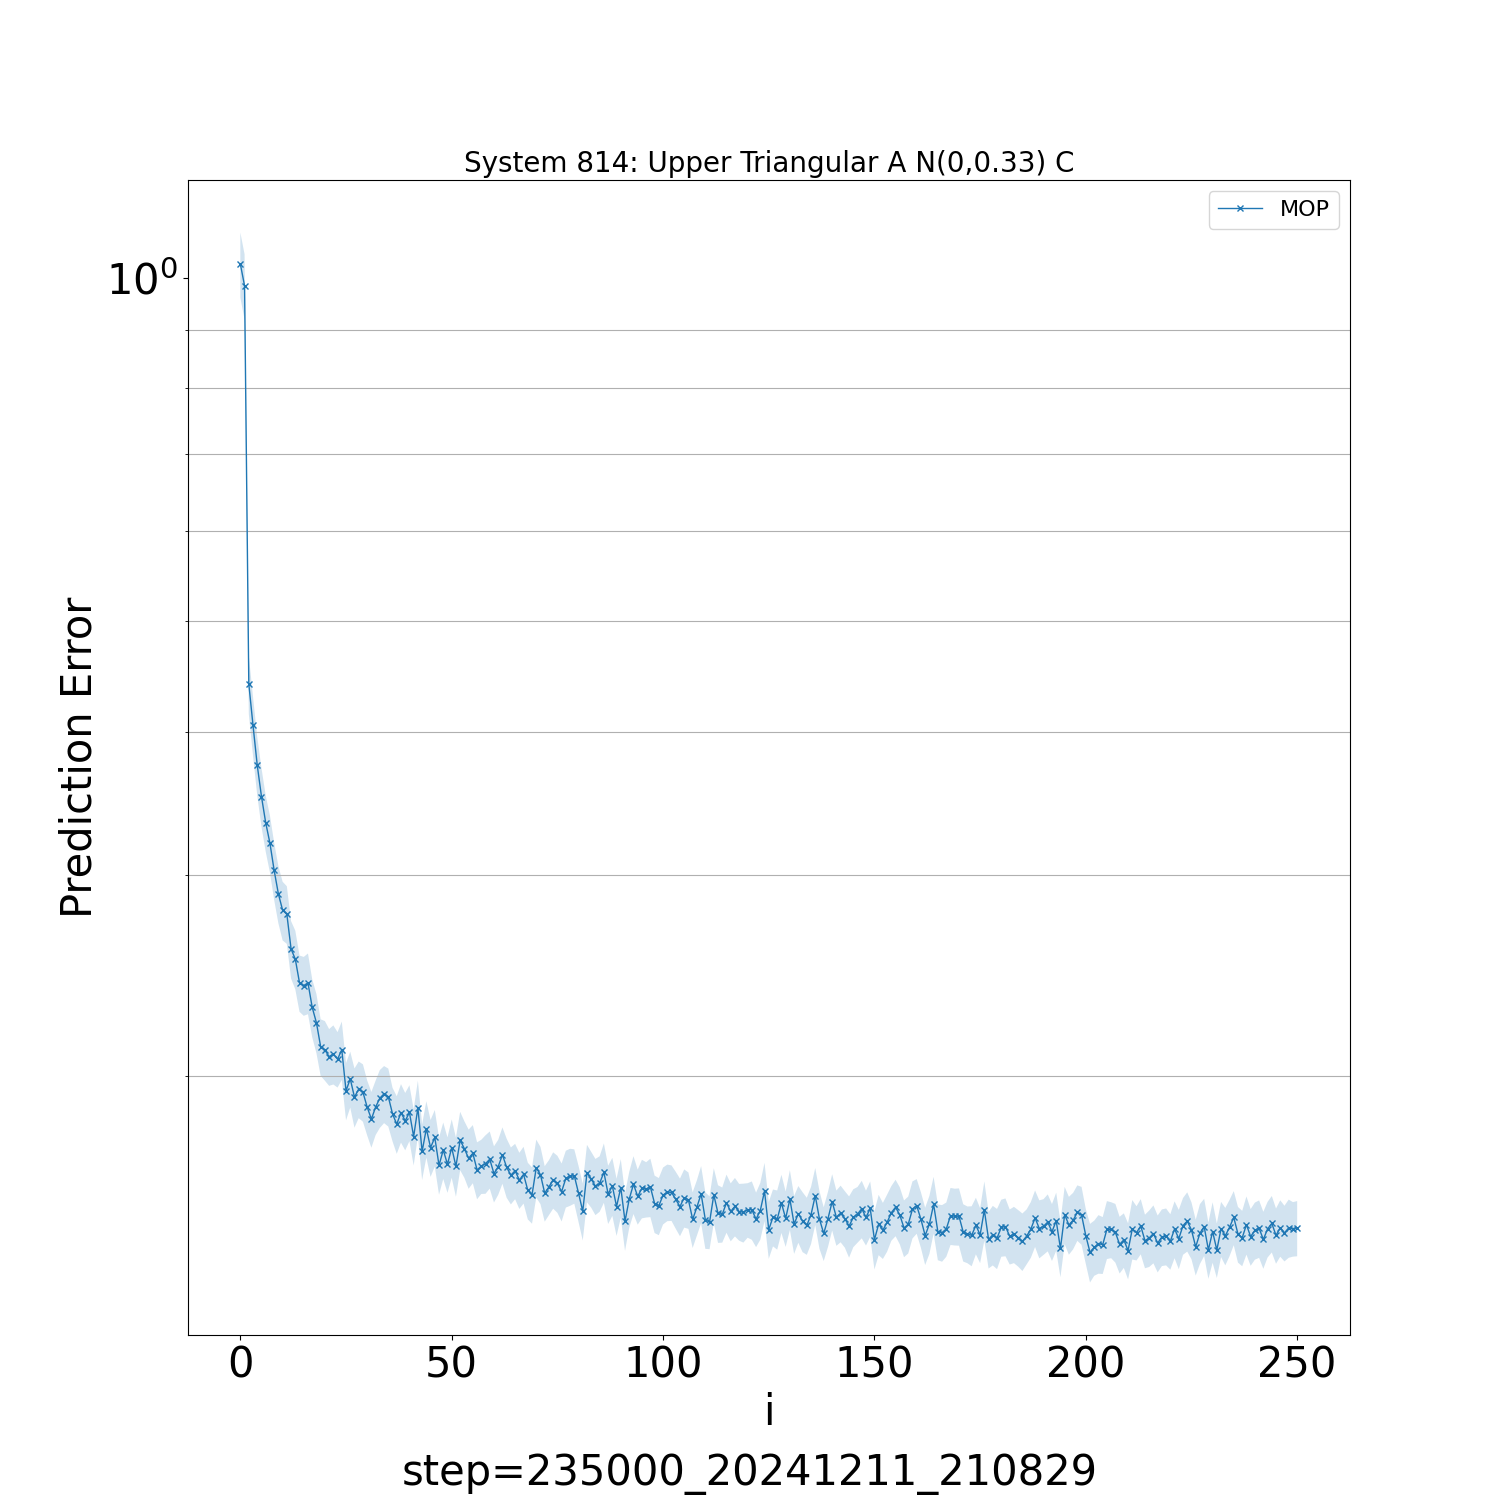 System 814: Upper Triangular A N(0,0.33) C
MOP
10⁰
Prediction Error
0 50 100 150 200 250
i
step=235000_20241211_210829